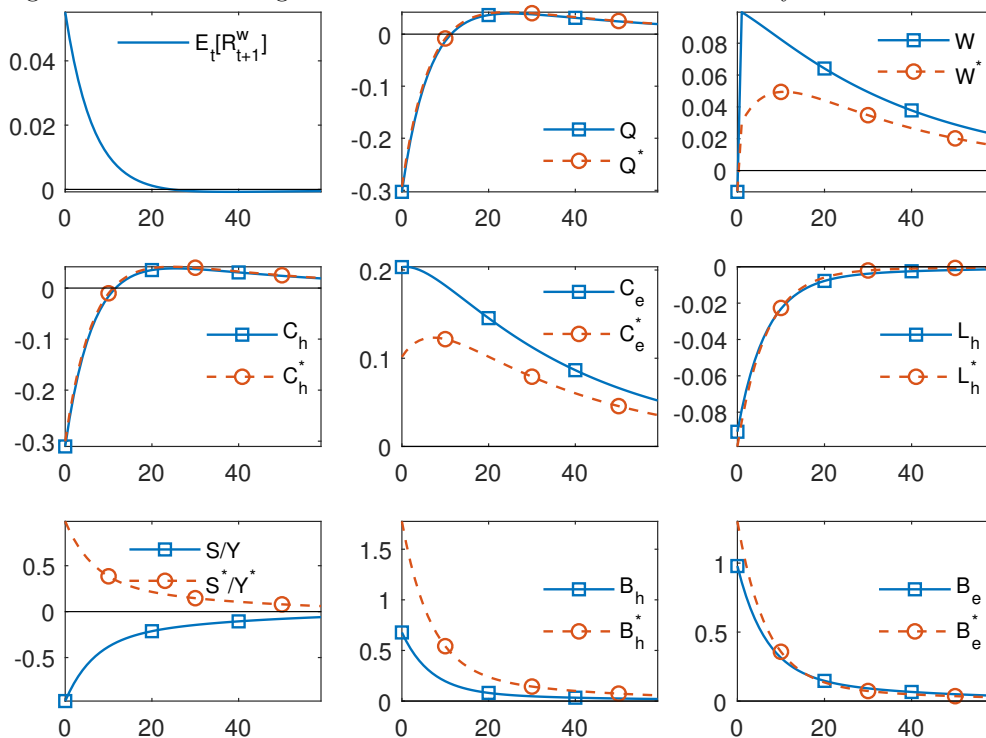 E_t[R^w_{t+1}]
0.04
0.02
0
0 20 40
0
-0.1
-0.2
-0.3
Q
Q^*
0 20 40
0.08
0.06
0.04
0.02
0
W
W^*
0 20 40
0
-0.1
-0.2
-0.3
C_h
C_h^*
0 20 40
0.2
0.1
0
C_e
C_e^*
0 20 40
0
-0.02
-0.04
-0.06
-0.08
L_h
L_h^*
0 20 40
0.5
0
-0.5
S/Y
S^*/Y^*
0 20 40
1.5
1
0.5
0
B_h
B_h^*
0 20 40
1
0.5
0
B_e
B_e^*
0 20 40